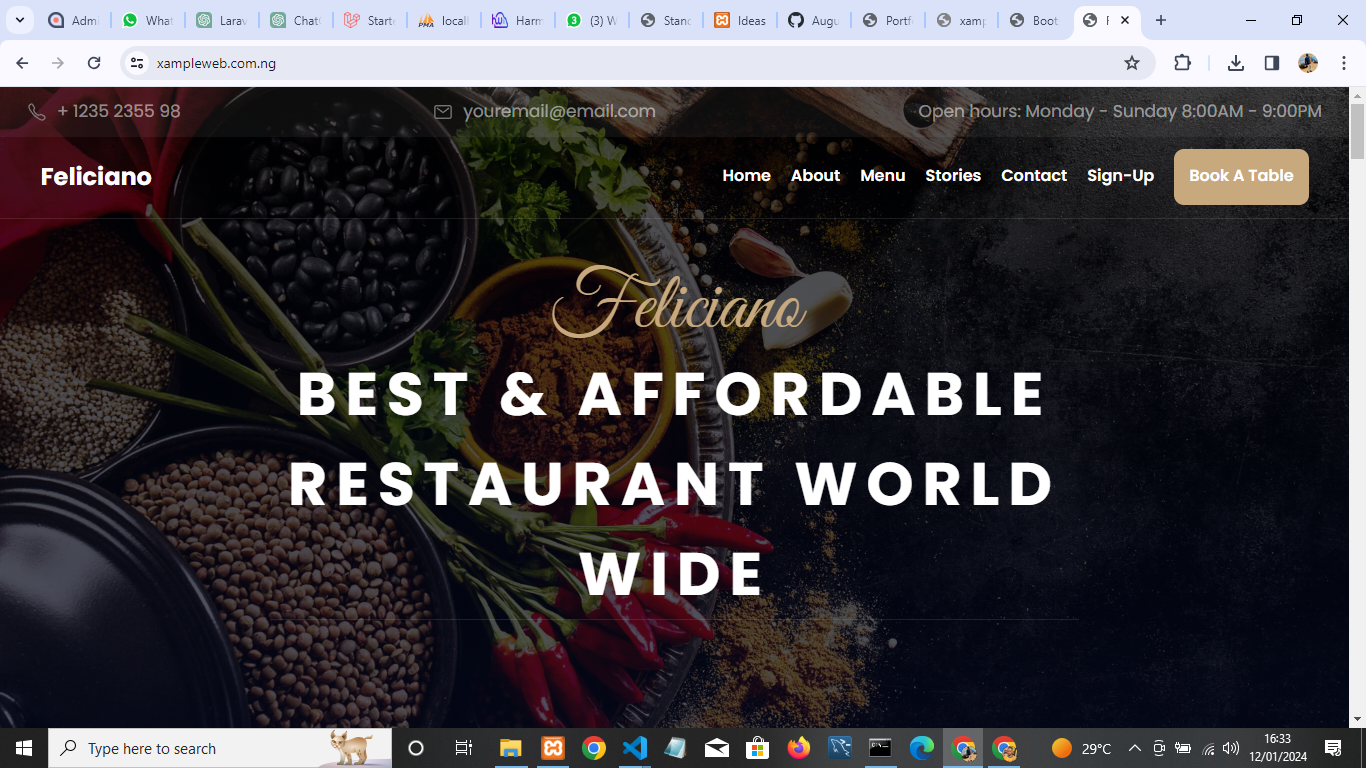 Adm
What
Larav
Chat
Starte
local
Harm
(3) W
Stand
Ideas
Augu
Portf
xamp
Boot
xampleweb.com.ng
+ 1235 2355 98
youremail@email.com
Open hours: Monday - Sunday 8:00AM - 9:00PM
Feliciano
Home About Menu Stories Contact Sign-Up Book A Table
Feliciano
BEST & AFFORDABLE
RESTAURANT WORLD
WIDE
Type here to search
29°C
16:33
12/01/2024